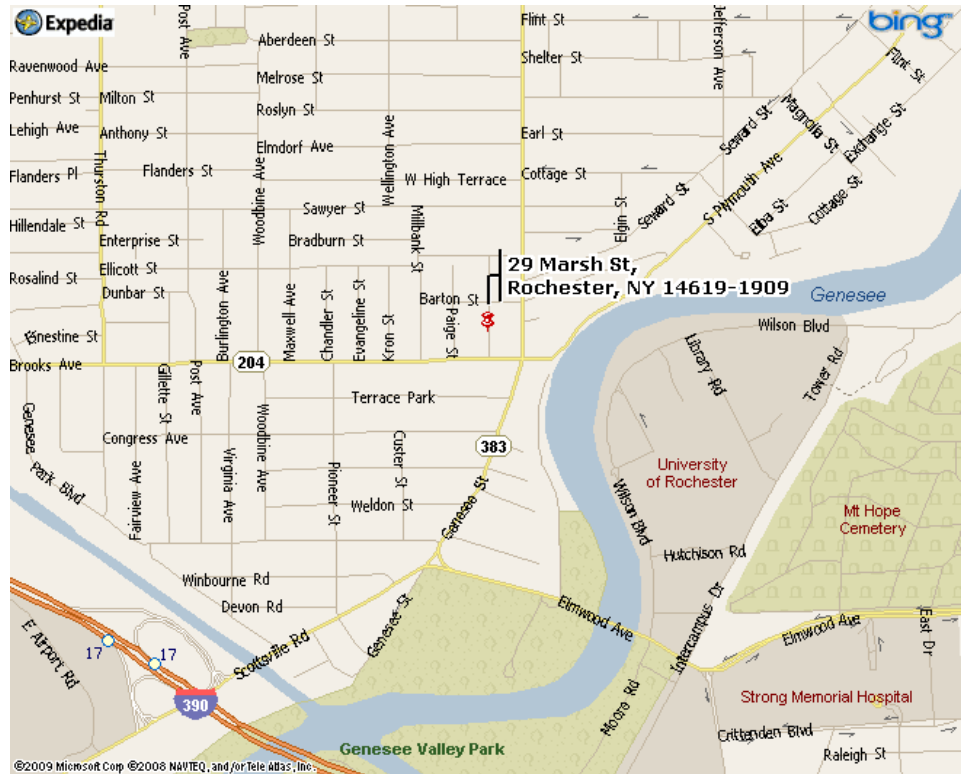 Expedia
bing
Post Ave
Flint St
Jefferson Ave
Aberdeen St
Shelter St
Flint St
Ravenwood Ave
Melrose St
Penhurst St
Milton St
Roslyn St
Magnolia St
Exchange St
Seward St
Lehigh Ave
Anthony St
Wellington Ave
Earl St
Elmdorf Ave
Thurston Rd
Flanders Pl
Flanders St
Woodbine Ave
W High Terrace
Cottage St
S Plymouth Ave
Cottage St
Elba St
Seward St
Elgin St
Hillendale St
Sawyer St
Millbank St
Enterprise St
Bradburn St
29 Marsh St,
Rochester, NY 14619-1909
Rosalind St
Ellicott St
Dunbar St
Burlington Ave
Maxwell Ave
Chandler St
Evangeline St
Kron St
Barton St
Paige St
Genesee
Wilson Blvd
Ernestine St
Library Rd
Tower Rd
Brooks Ave
204
Gillette St
Post Ave
Terrace Park
Genesee
Park Blvd
Congress Ave
Woodbine Ave
Custer St
383
University
of Rochester
Fairview Ave
Virginia Ave
Pioneer St
Weldon St
Genesee St
Wilson Blvd
Mt Hope
Cemetery
Hutchison Rd
Winbourne Rd
Devon Rd
Elmwood Ave
Intercampus Dr
Elmwood Ave
East Dr
E Airport Rd
17
17
Scottsville Rd
Genesee St
Moore Rd
390
Strong Memorial Hospital
Crittenden Blvd
Genesee Valley Park
Raleigh St
©2009 Microsoft Corp ©2008 NAVTEQ, and/or Tele Atlas, Inc.